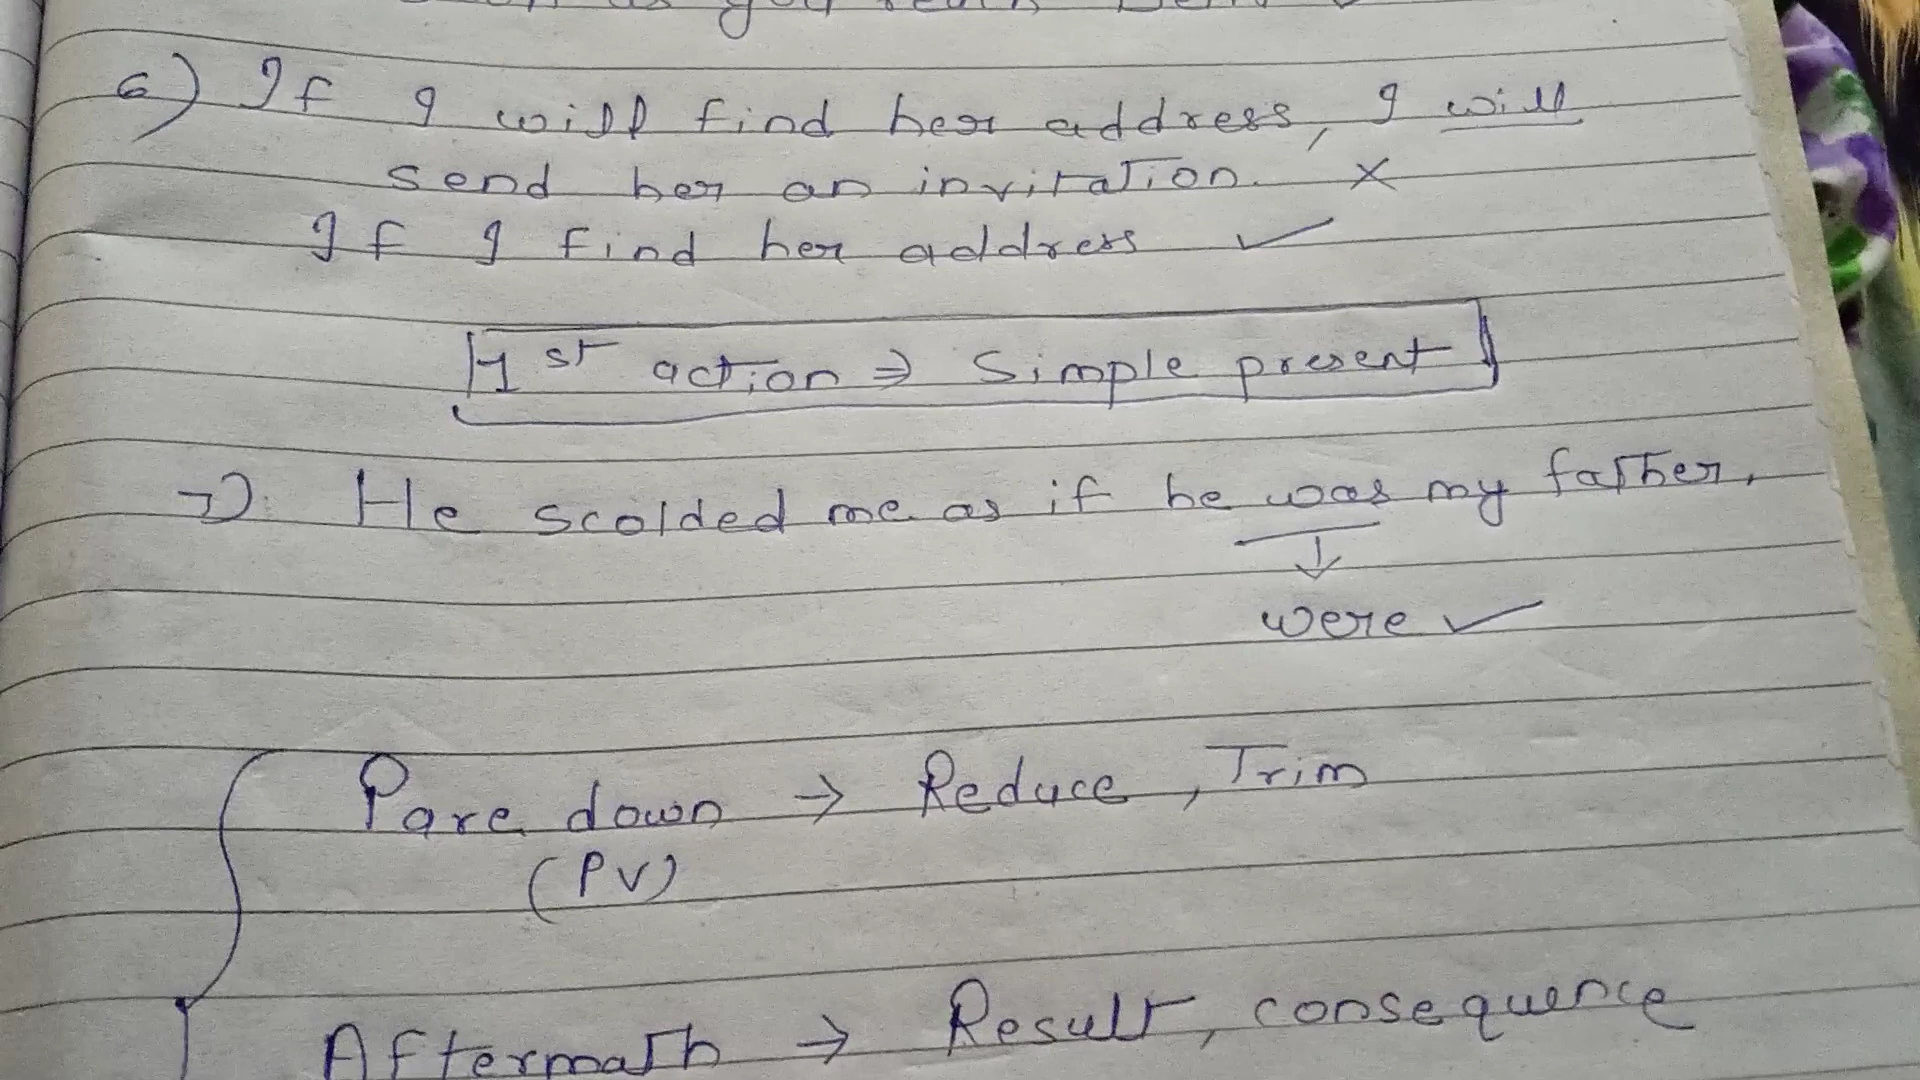 6) If I will find her address, I will
send her an invitation. ×
If I find her address ✓
1st action ⇒ Simple present
7). He scolded me as if he was my father.
↓
were ✓
Pare down → Reduce, Trim
(PV)
Aftermath → Result, consequence